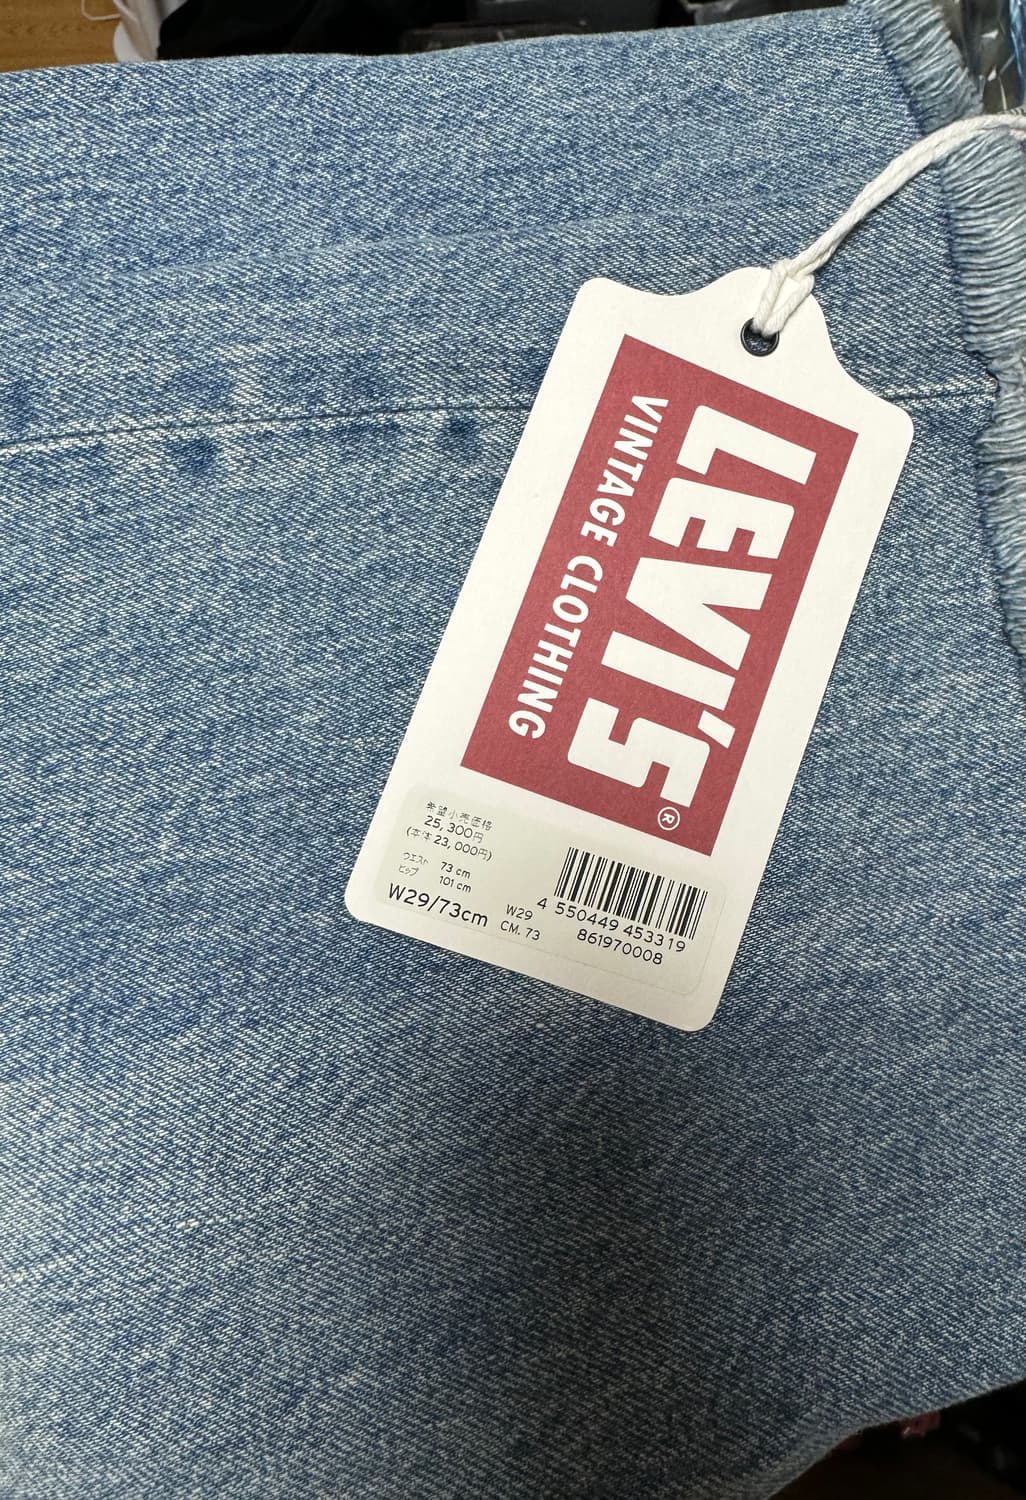 LEVI'S®
VINTAGE CLOTHING
希望小売価格
25,300円
(本体 23,000円)
ウエスト 73 cm
ヒップ 101 cm
W29/73cm
W29
CM. 73
4 550449 453319
861970008